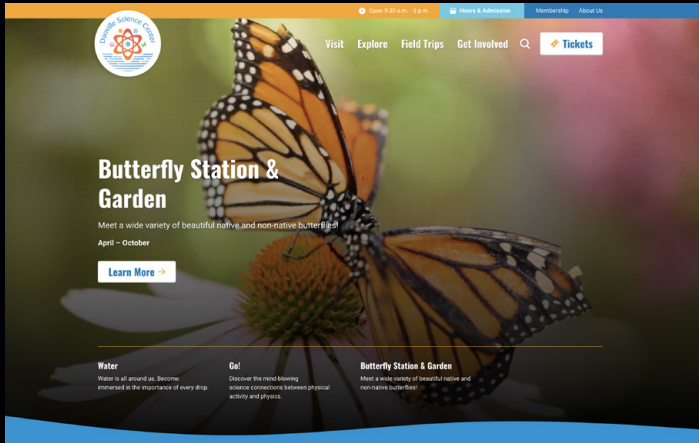 Open 9:30 a.m. - 5 p.m.
Hours & Admission
Membership
About Us
Danville Science Center
Visit
Explore
Field Trips
Get Involved
Tickets
Butterfly Station &
Garden
Meet a wide variety of beautiful native and non-native butterflies!
April – October
Learn More
Water
Water is all around us. Become
immersed in the importance of every drop.
Go!
Discover the mind-blowing
science connections between physical
activity and physics.
Butterfly Station & Garden
Meet a wide variety of beautiful native and
non-native butterflies!